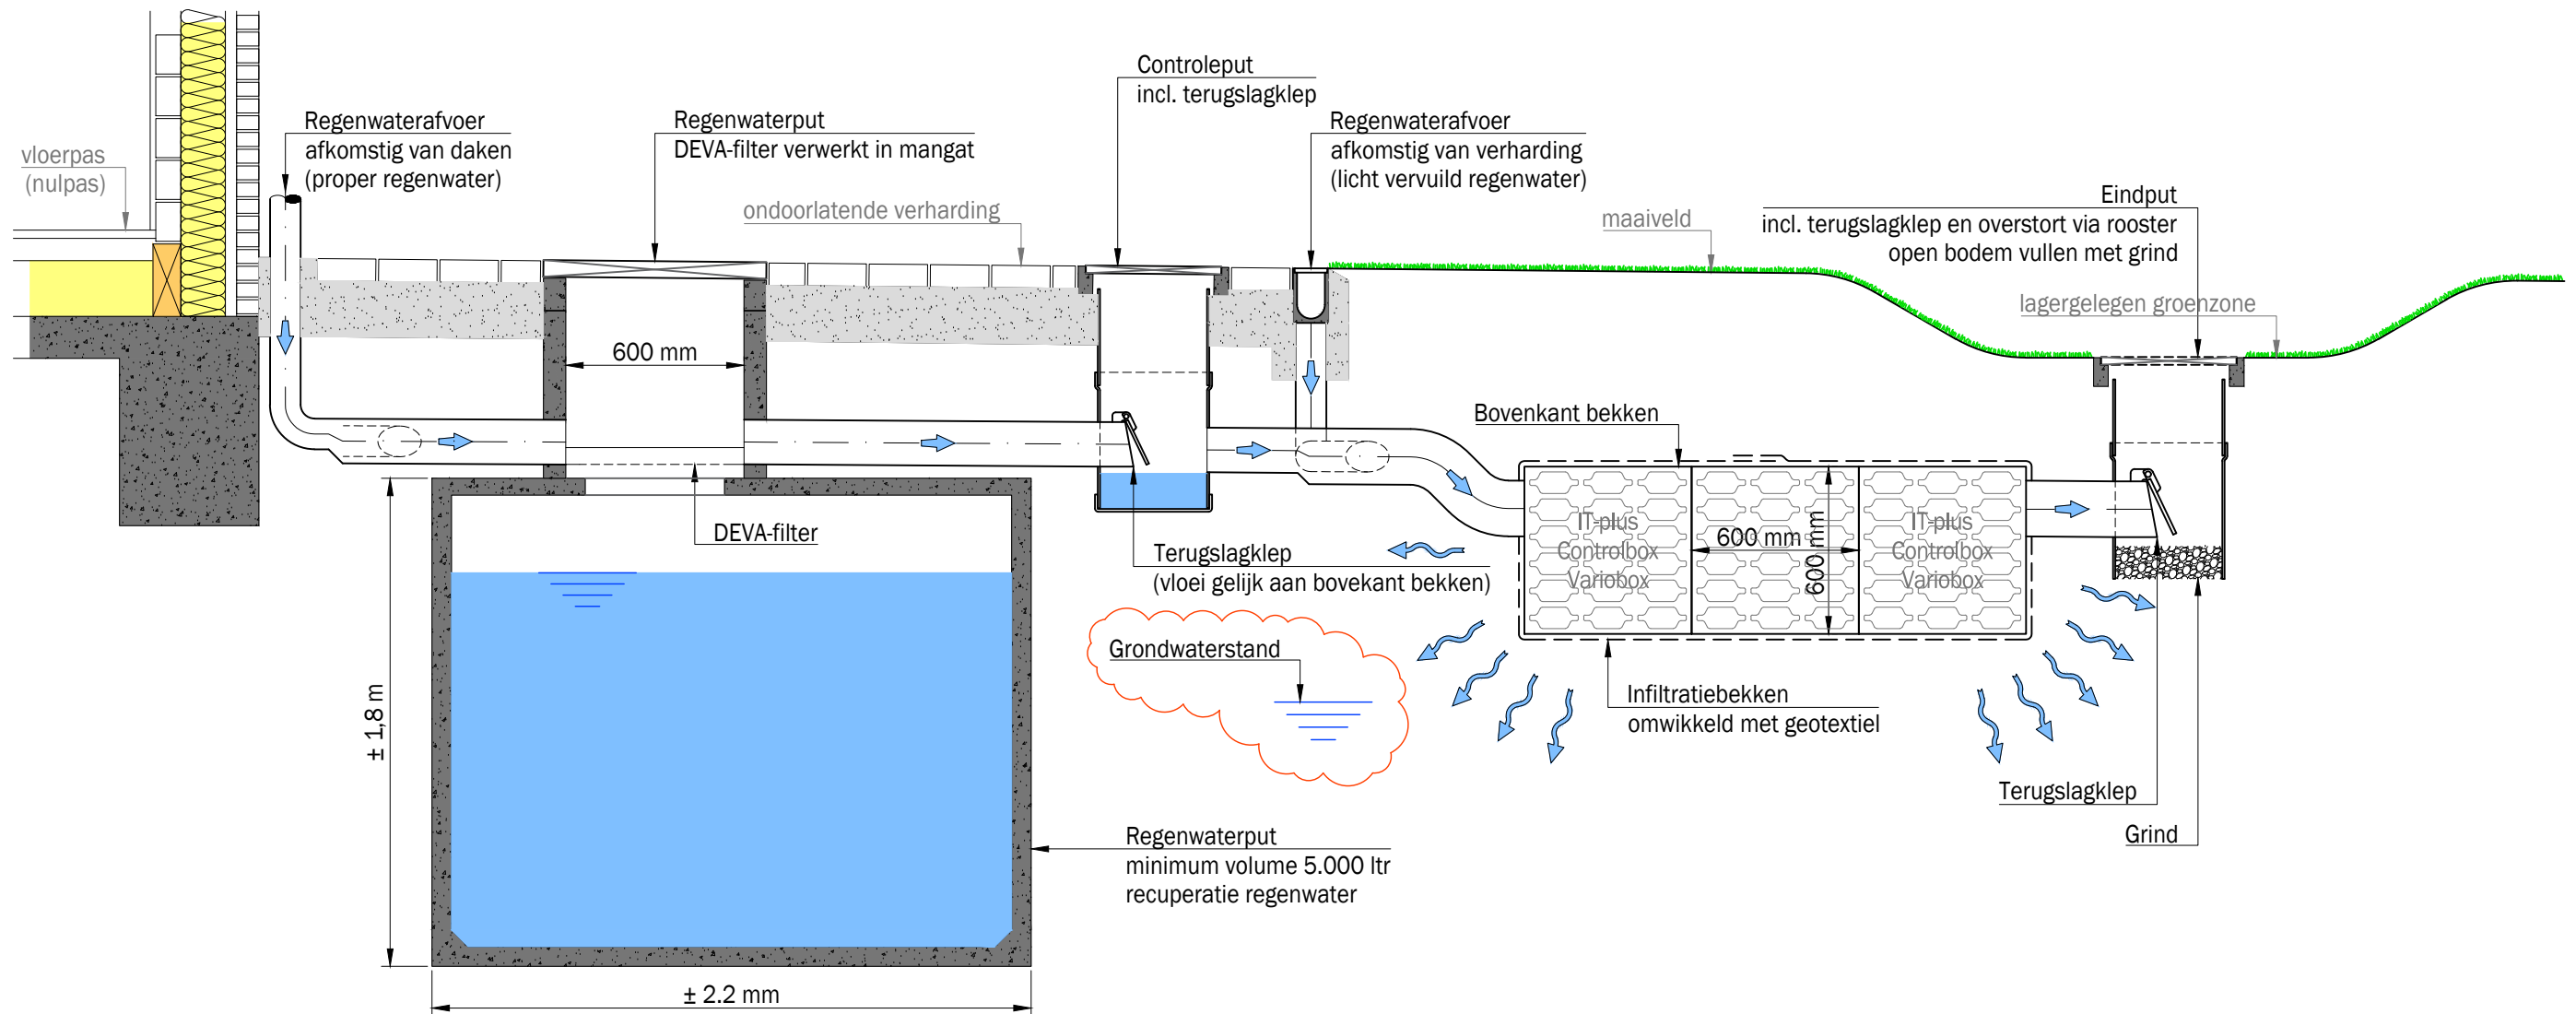 Controleput
incl. terugslagklep
Regenwaterafvoer
afkomstig van daken
(proper regenwater)
Regenwaterput
DEVA-filter verwerkt in mangat
Regenwaterafvoer
afkomstig van verharding
(licht vervuild regenwater)
vloerpas
(nulpas)
ondoorlatende verharding
maaiveld
Eindput
incl. terugslagklep en overstort via rooster
open bodem vullen met grind
lagergelegen groenzone
600 mm
Bovenkant bekken
DEVA-filter
Terugslagklep
(vloei gelijk aan bovekant bekken)
IT-plus
Controlbox
Variobox
600 mm
600 mm
IT-plus
Controlbox
Variobox
Grondwaterstand
Infiltratiebekken
omwikkeld met geotextiel
± 1,8 m
Terugslagklep
Grind
Regenwaterput
minimum volume 5.000 ltr
recuperatie regenwater
± 2.2 mm